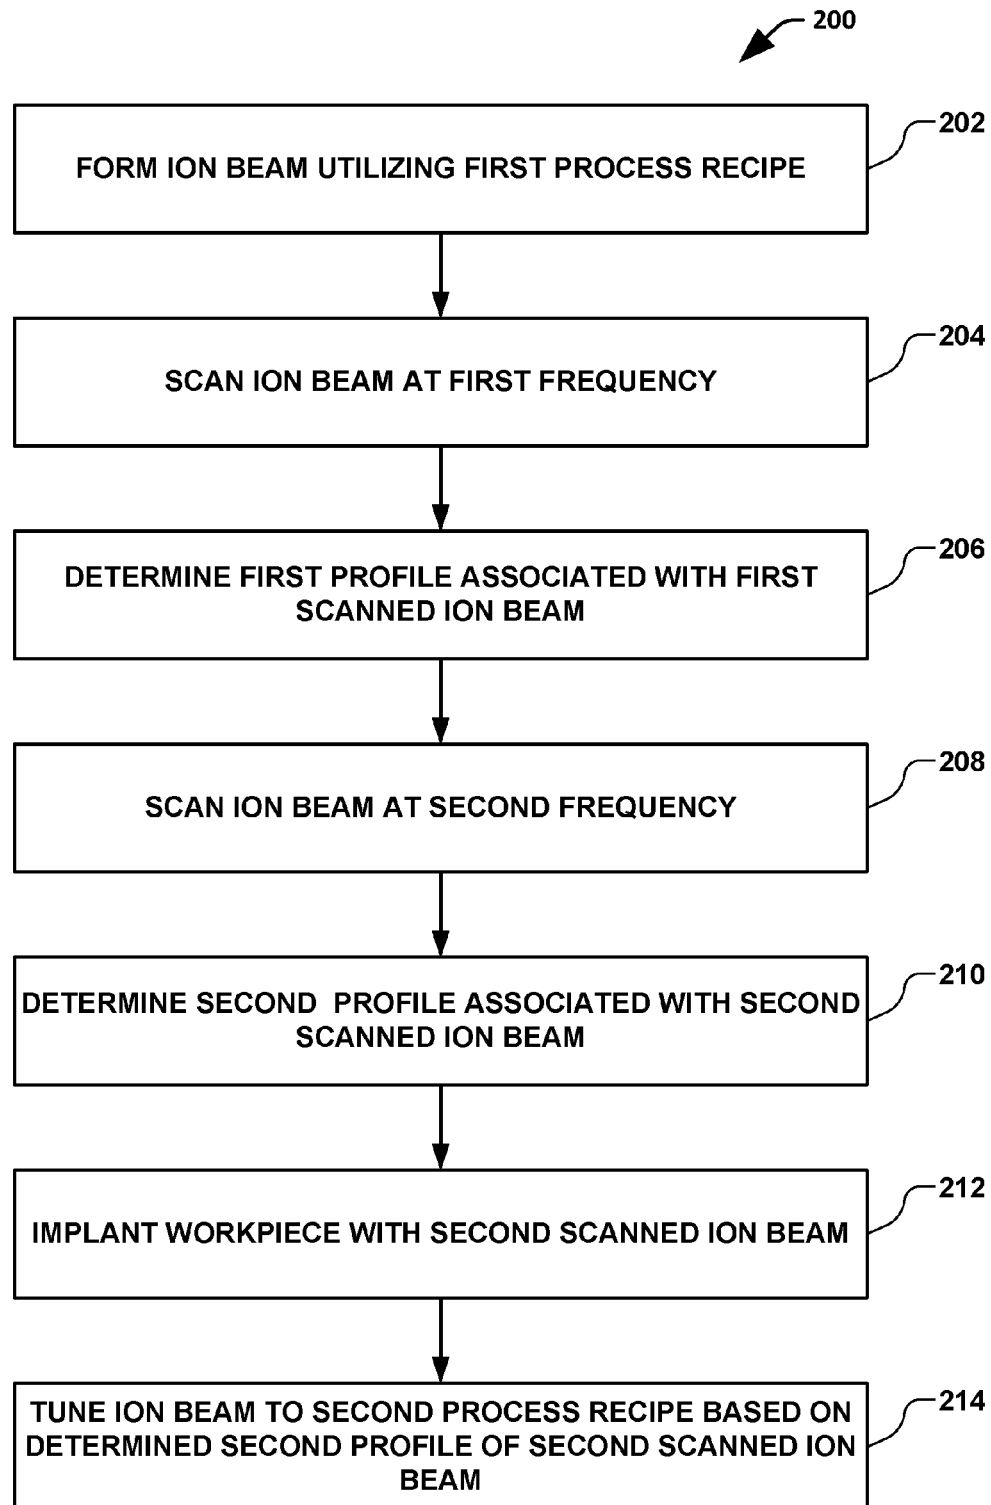 200
FORM ION BEAM UTILIZING FIRST PROCESS RECIPE
202
SCAN ION BEAM AT FIRST FREQUENCY
204
DETERMINE FIRST PROFILE ASSOCIATED WITH FIRST
SCANNED ION BEAM
206
SCAN ION BEAM AT SECOND FREQUENCY
208
DETERMINE SECOND PROFILE ASSOCIATED WITH SECOND
SCANNED ION BEAM
210
IMPLANT WORKPIECE WITH SECOND SCANNED ION BEAM
212
TUNE ION BEAM TO SECOND PROCESS RECIPE BASED ON
DETERMINED SECOND PROFILE OF SECOND SCANNED ION
BEAM
214